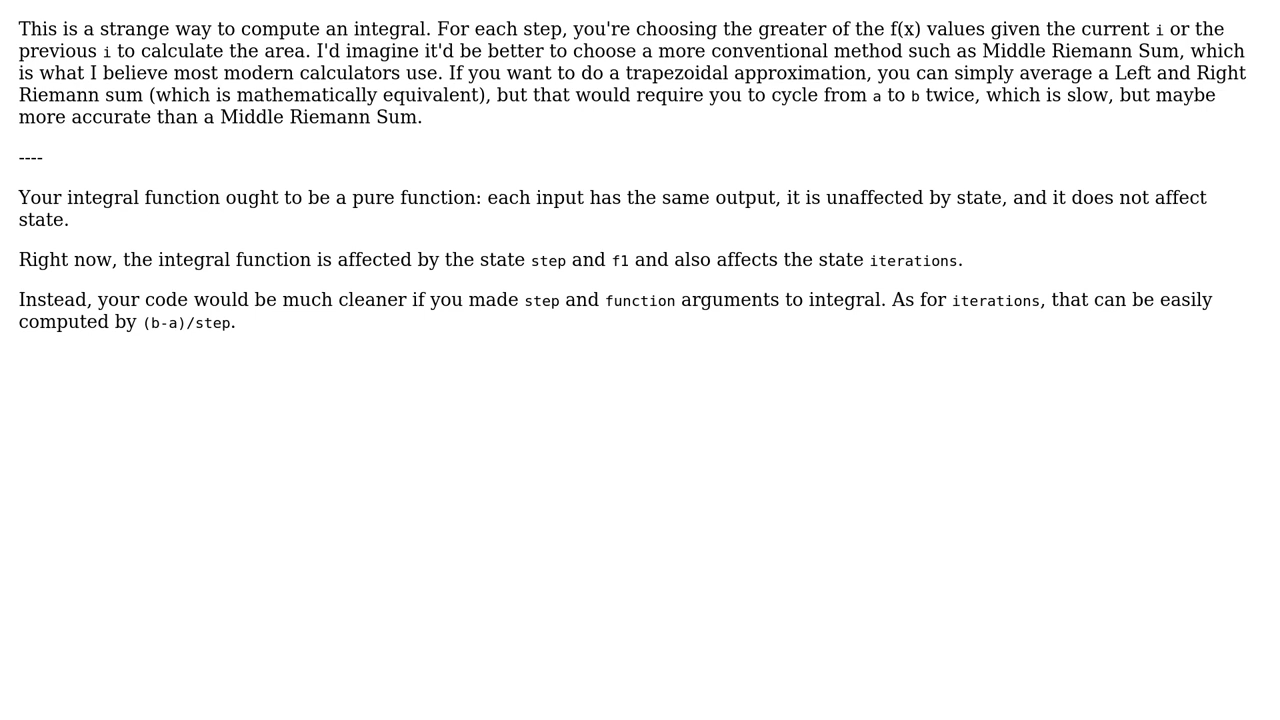 This is a strange way to compute an integral. For each step, you're choosing the greater of the f(x) values given the current i or the
previous i to calculate the area. I'd imagine it'd be better to choose a more conventional method such as Middle Riemann Sum, which
is what I believe most modern calculators use. If you want to do a trapezoidal approximation, you can simply average a Left and Right
Riemann sum (which is mathematically equivalent), but that would require you to cycle from a to b twice, which is slow, but maybe
more accurate than a Middle Riemann Sum.
----
Your integral function ought to be a pure function: each input has the same output, it is unaffected by state, and it does not affect
state.
Right now, the integral function is affected by the state step and f1 and also affects the state iterations.
Instead, your code would be much cleaner if you made step and function arguments to integral. As for iterations, that can be easily
computed by (b-a)/step.